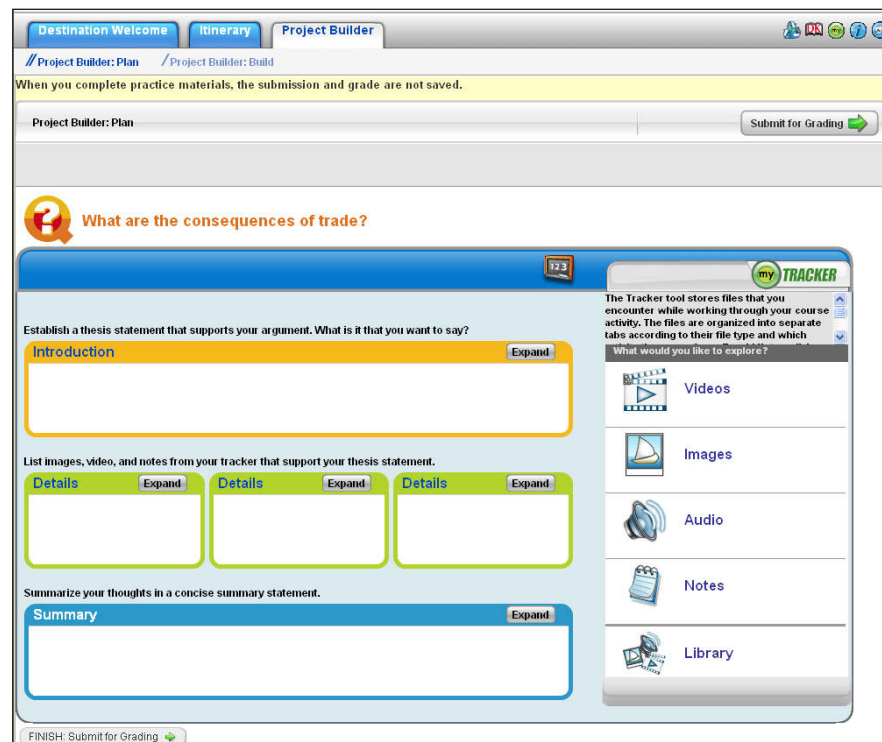 Destination Welcome
Itinerary
Project Builder
DK
my
i
// Project Builder: Plan
/ Project Builder: Build
When you complete practice materials, the submission and grade are not saved.
Project Builder: Plan
Submit for Grading
?
What are the consequences of trade?
123
my TRACKER
The Tracker tool stores files that you
encounter while working through your course
activity. The files are organized into separate
tabs according to their file type and which
What would you like to explore?
Establish a thesis statement that supports your argument. What is it that you want to say?
Introduction
Expand
Videos
Images
List images, video, and notes from your tracker that support your thesis statement.
Details
Expand
Details
Expand
Details
Expand
Audio
Notes
Summarize your thoughts in a concise summary statement.
Summary
Expand
Library
FINISH: Submit for Grading